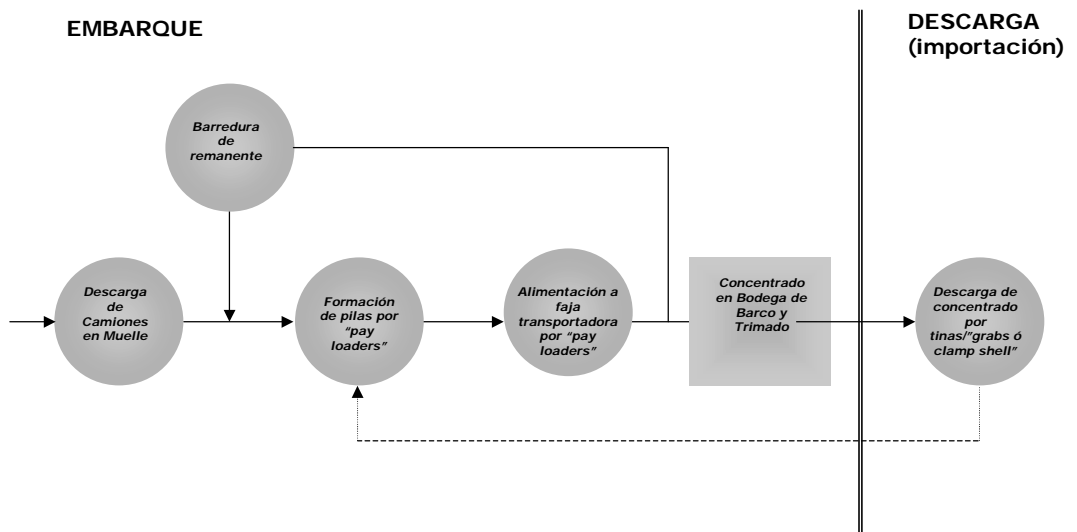 EMBARQUE
DESCARGA
(importación)
Barredura
de
remanente
Descarga
de
Camiones
en Muelle
Formación
de pilas por
“pay
loaders”
Alimentación a
faja
transportadora
por “pay
loaders”
Concentrado
en Bodega de
Barco y
Trimado
Descarga de
concentrado
por
tinas/”grabs ó
clamp shell”